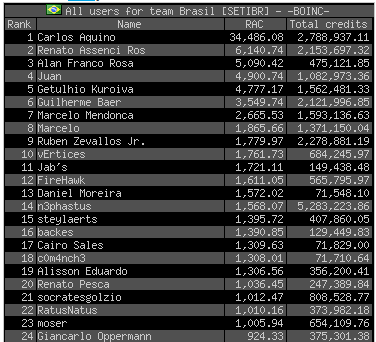 All users for team Brasil [SETIBR] - -BOINC-
Rank Name RAC Total credits
1 Carlos Aquino 34,486.08 2,788,937.11
2 Renato Assenci Ros 6,140.74 2,153,697.32
3 Alan Franco Rosa 5,090.42 475,121.85
4 Juan 4,900.74 1,082,973.36
5 Getulhio Kuroiva 4,777.17 1,562,481.33
6 Guilherme Baer 3,549.74 2,121,996.85
7 Marcelo Mendonca 2,665.53 1,593,136.63
8 Marcelo 1,865.66 1,371,150.04
9 Ruben Zevallos Jr. 1,779.97 2,278,881.19
10 vErtices 1,761.73 684,245.97
11 Jab's 1,721.11 149,438.48
12 FireHawk 1,611.05 565,795.97
13 Daniel Moreira 1,572.02 71,548.10
14 n3phastus 1,568.07 5,283,223.86
15 steylaerts 1,395.72 407,860.05
16 backes 1,390.85 129,449.83
17 Cairo Sales 1,309.63 71,829.00
18 c0m4nch3 1,308.01 71,710.64
19 Alisson Eduardo 1,306.56 356,200.41
20 Renato Pesca 1,036.45 247,389.84
21 socratesgolzio 1,012.47 808,528.77
22 RatusNatus 1,010.16 373,982.18
23 moser 1,005.94 654,109.76
24 Giancarlo Oppermann 924.33 375,301.38